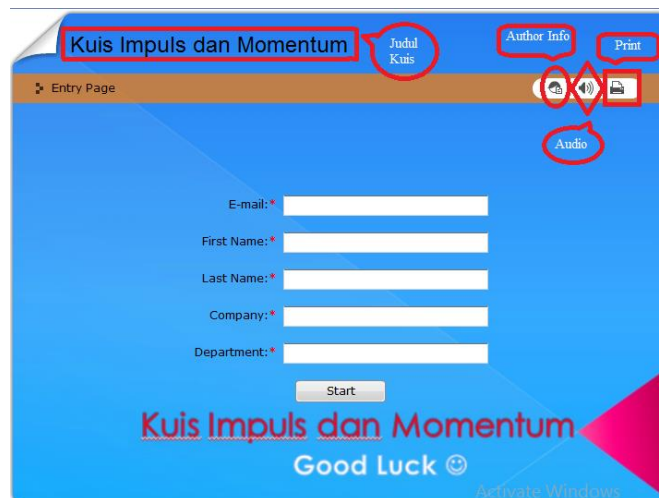 Kuis Impuls dan Momentum
Judul
Kuis
Author Info
Print
Entry Page
Audio
E-mail:*
First Name:*
Last Name:*
Company:*
Department:*
Start
Kuis Impuls dan Momentum
Good Luck ☺
Activate Windows